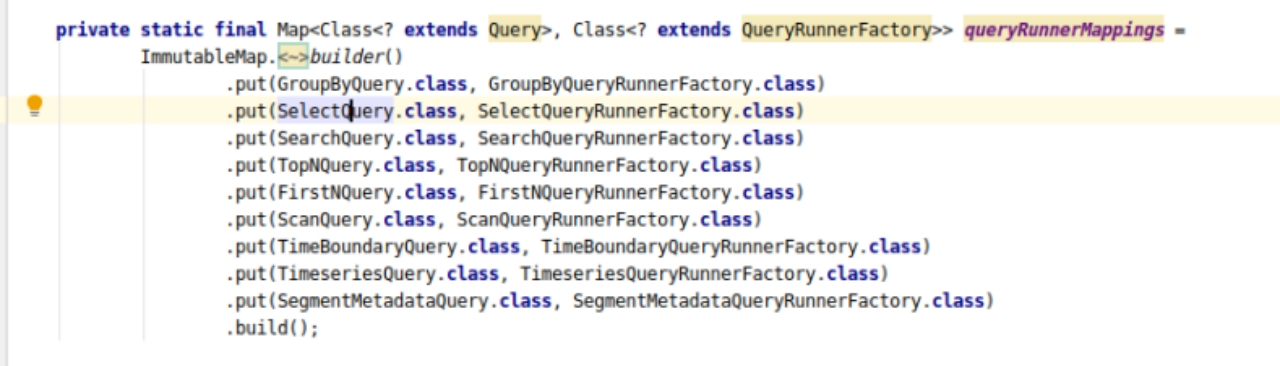 private static final Map<Class<? extends Query>, Class<? extends QueryRunnerFactory>> queryRunnerMappings =
ImmutableMap.<~>builder()
.put(GroupByQuery.class, GroupByQueryRunnerFactory.class)
.put(SelectQuery.class, SelectQueryRunnerFactory.class)
.put(SearchQuery.class, SearchQueryRunnerFactory.class)
.put(TopNQuery.class, TopNQueryRunnerFactory.class)
.put(FirstNQuery.class, FirstNQueryRunnerFactory.class)
.put(ScanQuery.class, ScanQueryRunnerFactory.class)
.put(TimeBoundaryQuery.class, TimeBoundaryQueryRunnerFactory.class)
.put(TimeseriesQuery.class, TimeseriesQueryRunnerFactory.class)
.put(SegmentMetadataQuery.class, SegmentMetadataQueryRunnerFactory.class)
.build();